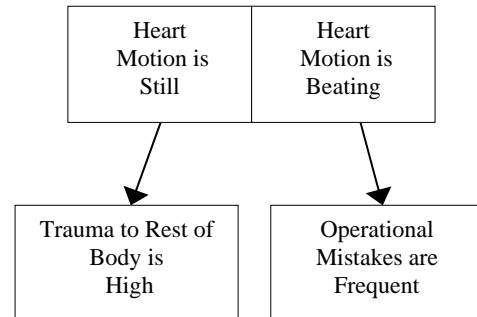 Heart
Motion is
Still
Heart
Motion is
Beating
Trauma to Rest of
Body is
High
Operational
Mistakes are
Frequent